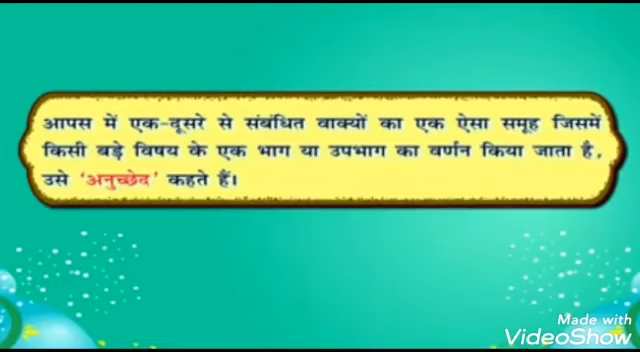 आपस में एक-दूसरे से संबंधित वाक्यों का एक ऐसा समूह जिसमें
किसी बड़े विषय के एक भाग या उपभाग का वर्णन किया जाता है,
उसे 'अनुच्छेद' कहते हैं।
Made with
VideoShow